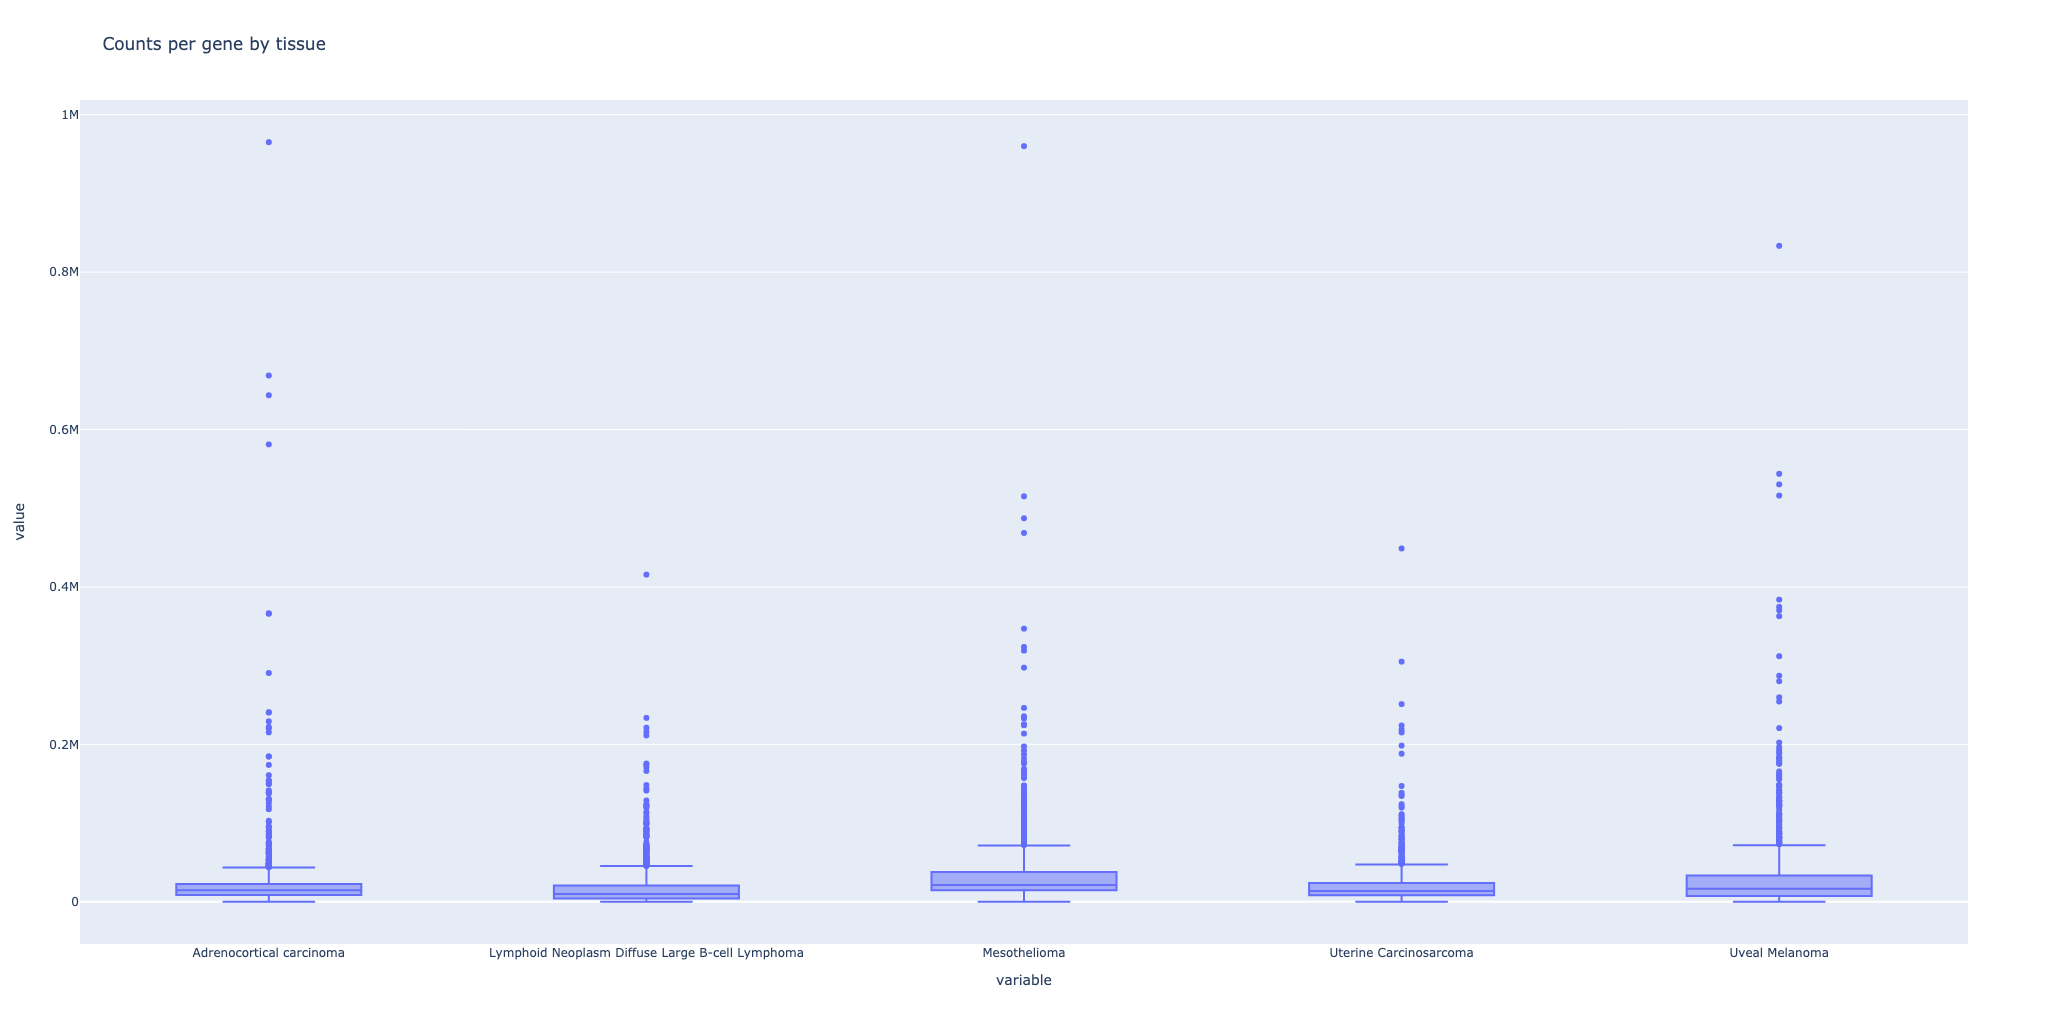 Counts per gene by tissue
1M
0.8M
0.6M
0.4M
0.2M
0
value
Adrenocortical carcinoma
Lymphoid Neoplasm Diffuse Large B-cell Lymphoma
Mesothelioma
Uterine Carcinosarcoma
Uveal Melanoma
variable